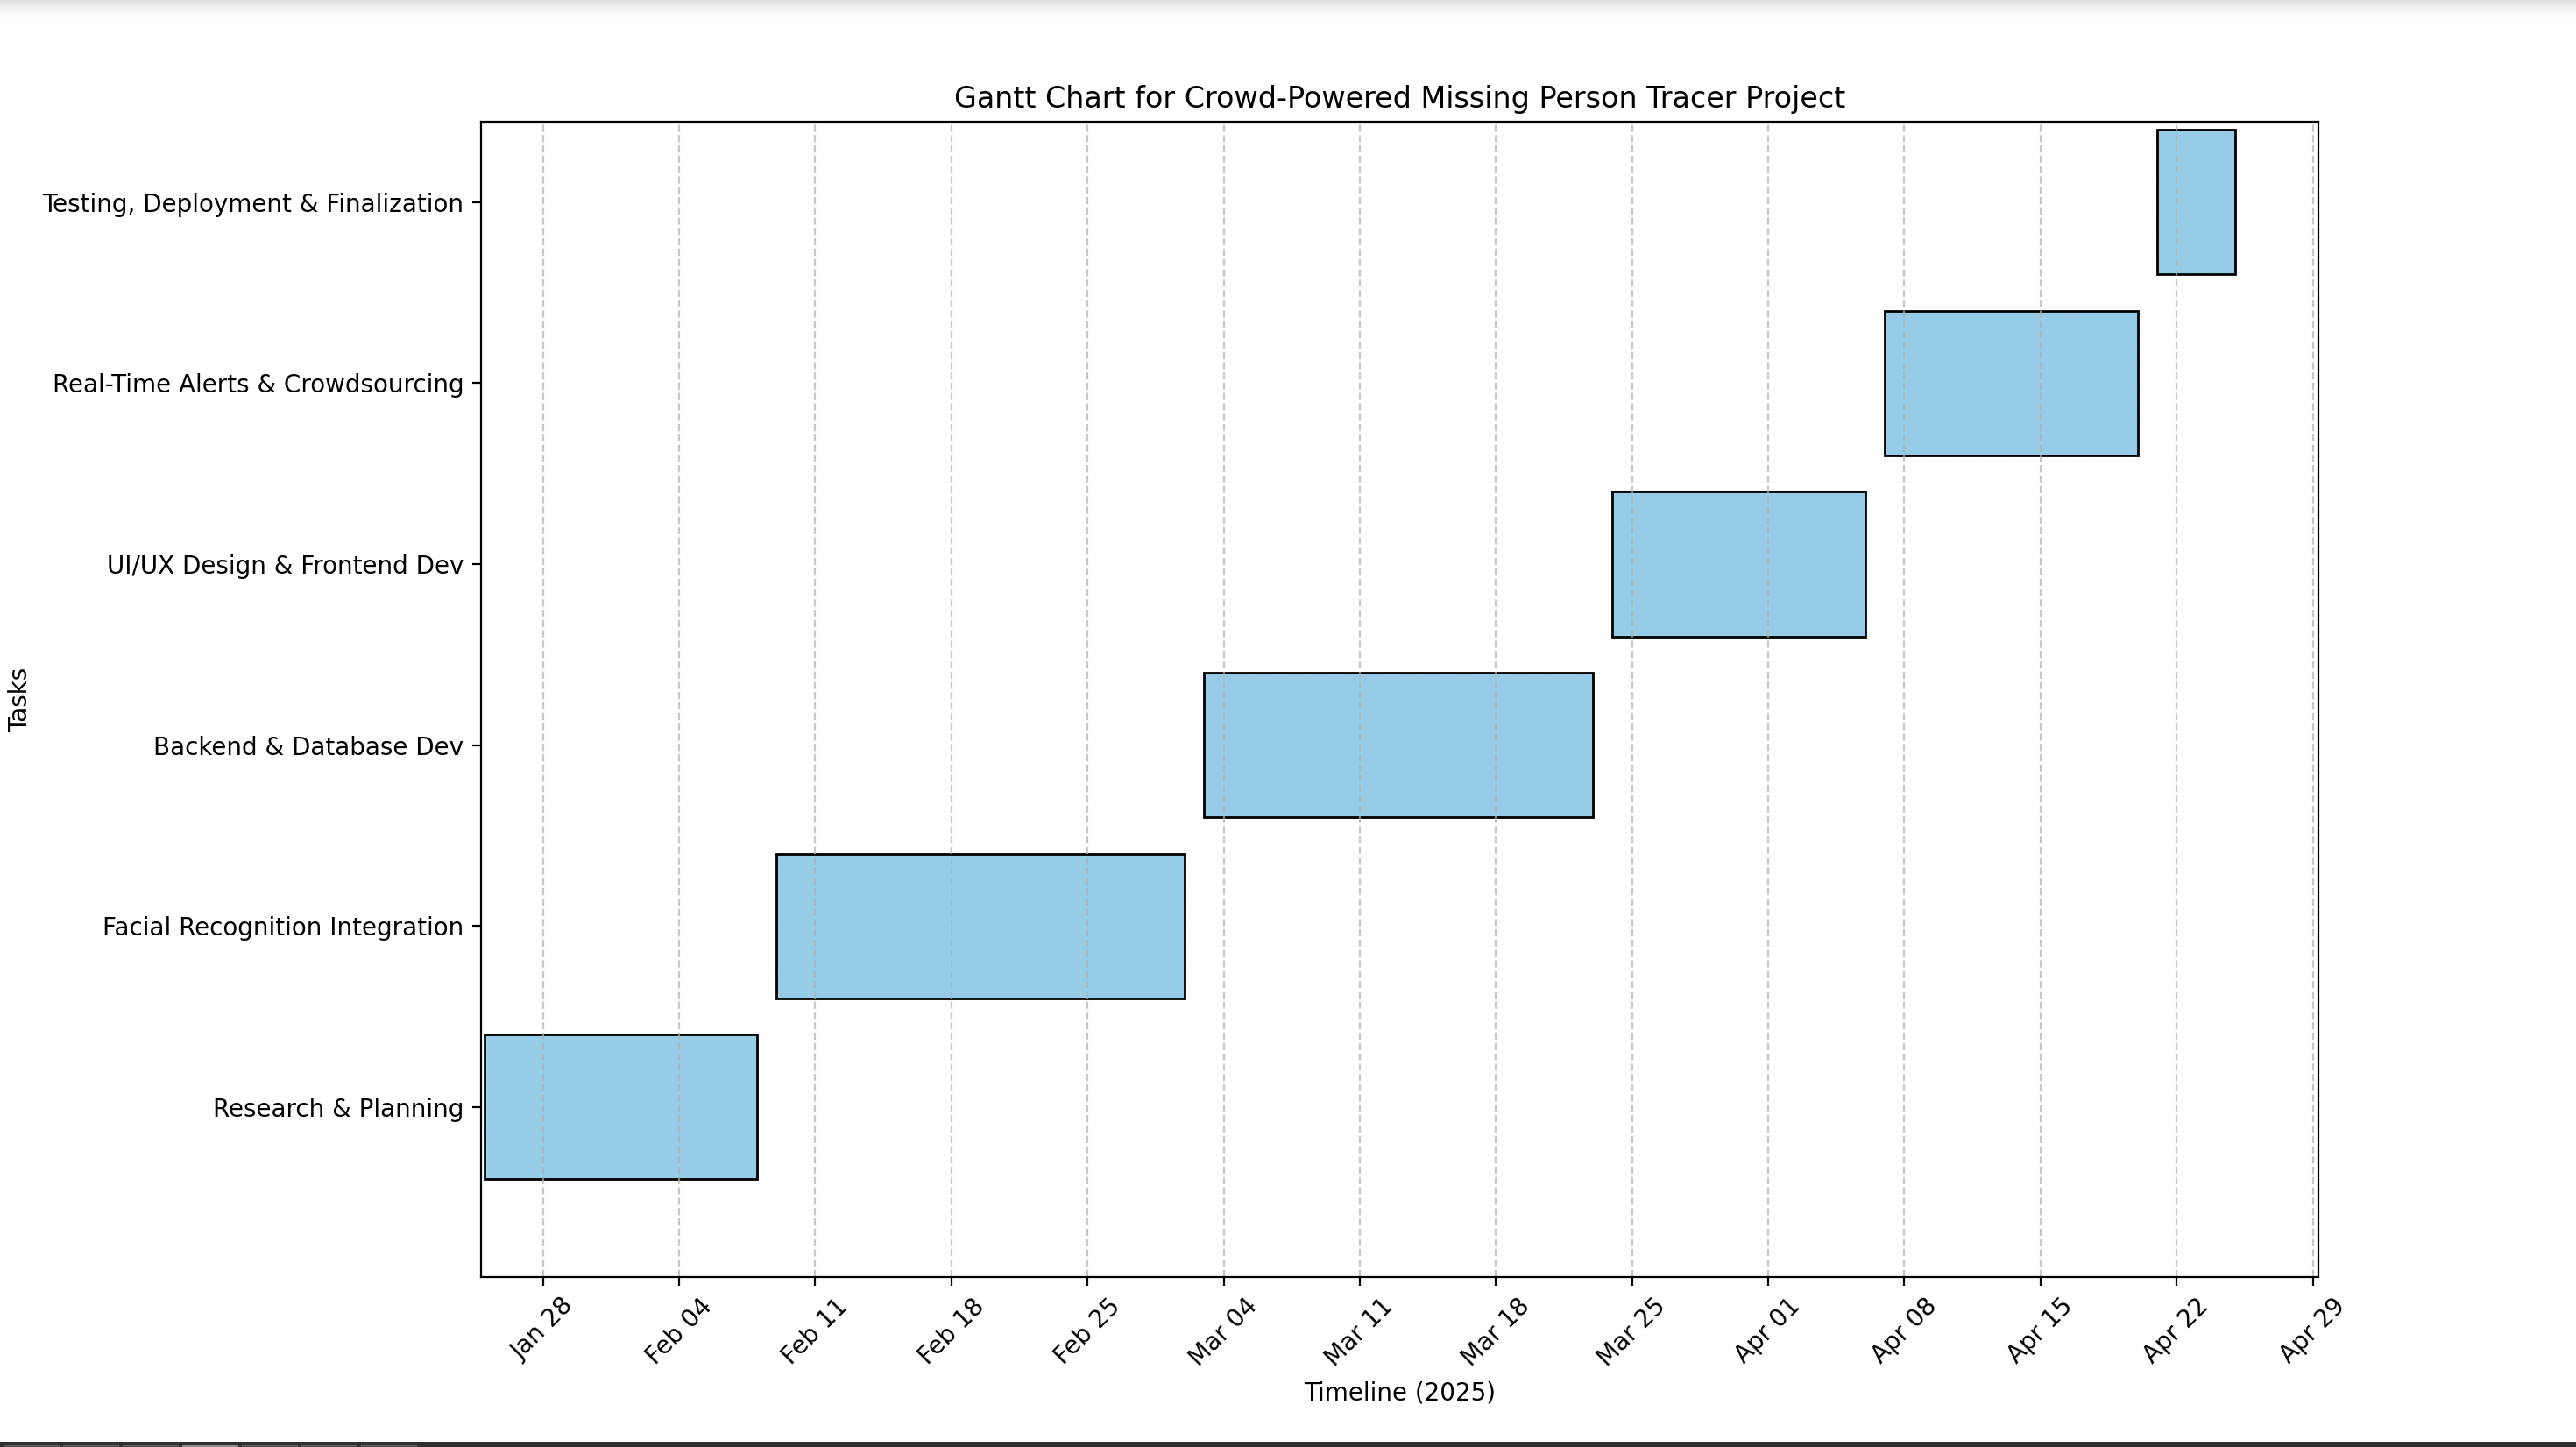 Gantt Chart for Crowd-Powered Missing Person Tracer Project
Testing, Deployment & Finalization
Real-Time Alerts & Crowdsourcing
UI/UX Design & Frontend Dev
Tasks
Backend & Database Dev
Facial Recognition Integration
Research & Planning
Jan 28 Feb 04 Feb 11 Feb 18 Feb 25 Mar 04 Mar 11 Mar 18 Mar 25 Apr 01 Apr 08 Apr 15 Apr 22 Apr 29
Timeline (2025)